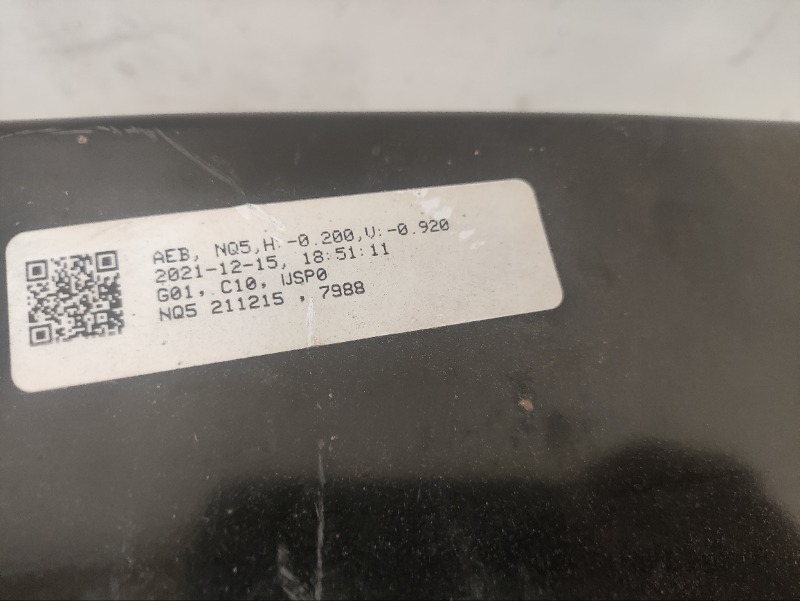 AEB, NQ5,H:-0.200,V:-0.920
2021-12-15, 18:51:11
G01, C10, WSP0
NQ5 211215 , 7988